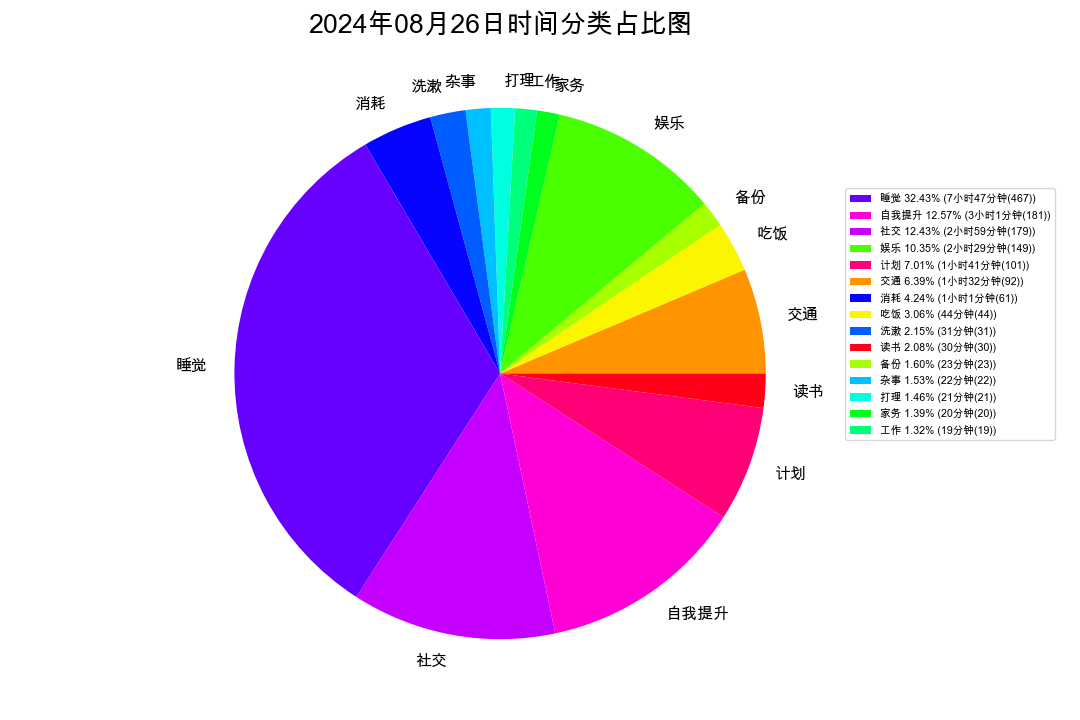 2024年08月26日时间分类占比图
打理
工作
家务
杂事
洗漱
消耗
娱乐
备份
吃饭
交通
睡觉
读书
计划
自我提升
社交
睡觉 32.43% (7小时47分钟(467))
自我提升 12.57% (3小时1分钟(181))
社交 12.43% (2小时59分钟(179))
娱乐 10.35% (2小时29分钟(149))
计划 7.01% (1小时41分钟(101))
交通 6.39% (1小时32分钟(92))
消耗 4.24% (1小时1分钟(61))
吃饭 3.06% (44分钟(44))
洗漱 2.15% (31分钟(31))
读书 2.08% (30分钟(30))
备份 1.60% (23分钟(23))
杂事 1.53% (22分钟(22))
打理 1.46% (21分钟(21))
家务 1.39% (20分钟(20))
工作 1.32% (19分钟(19))